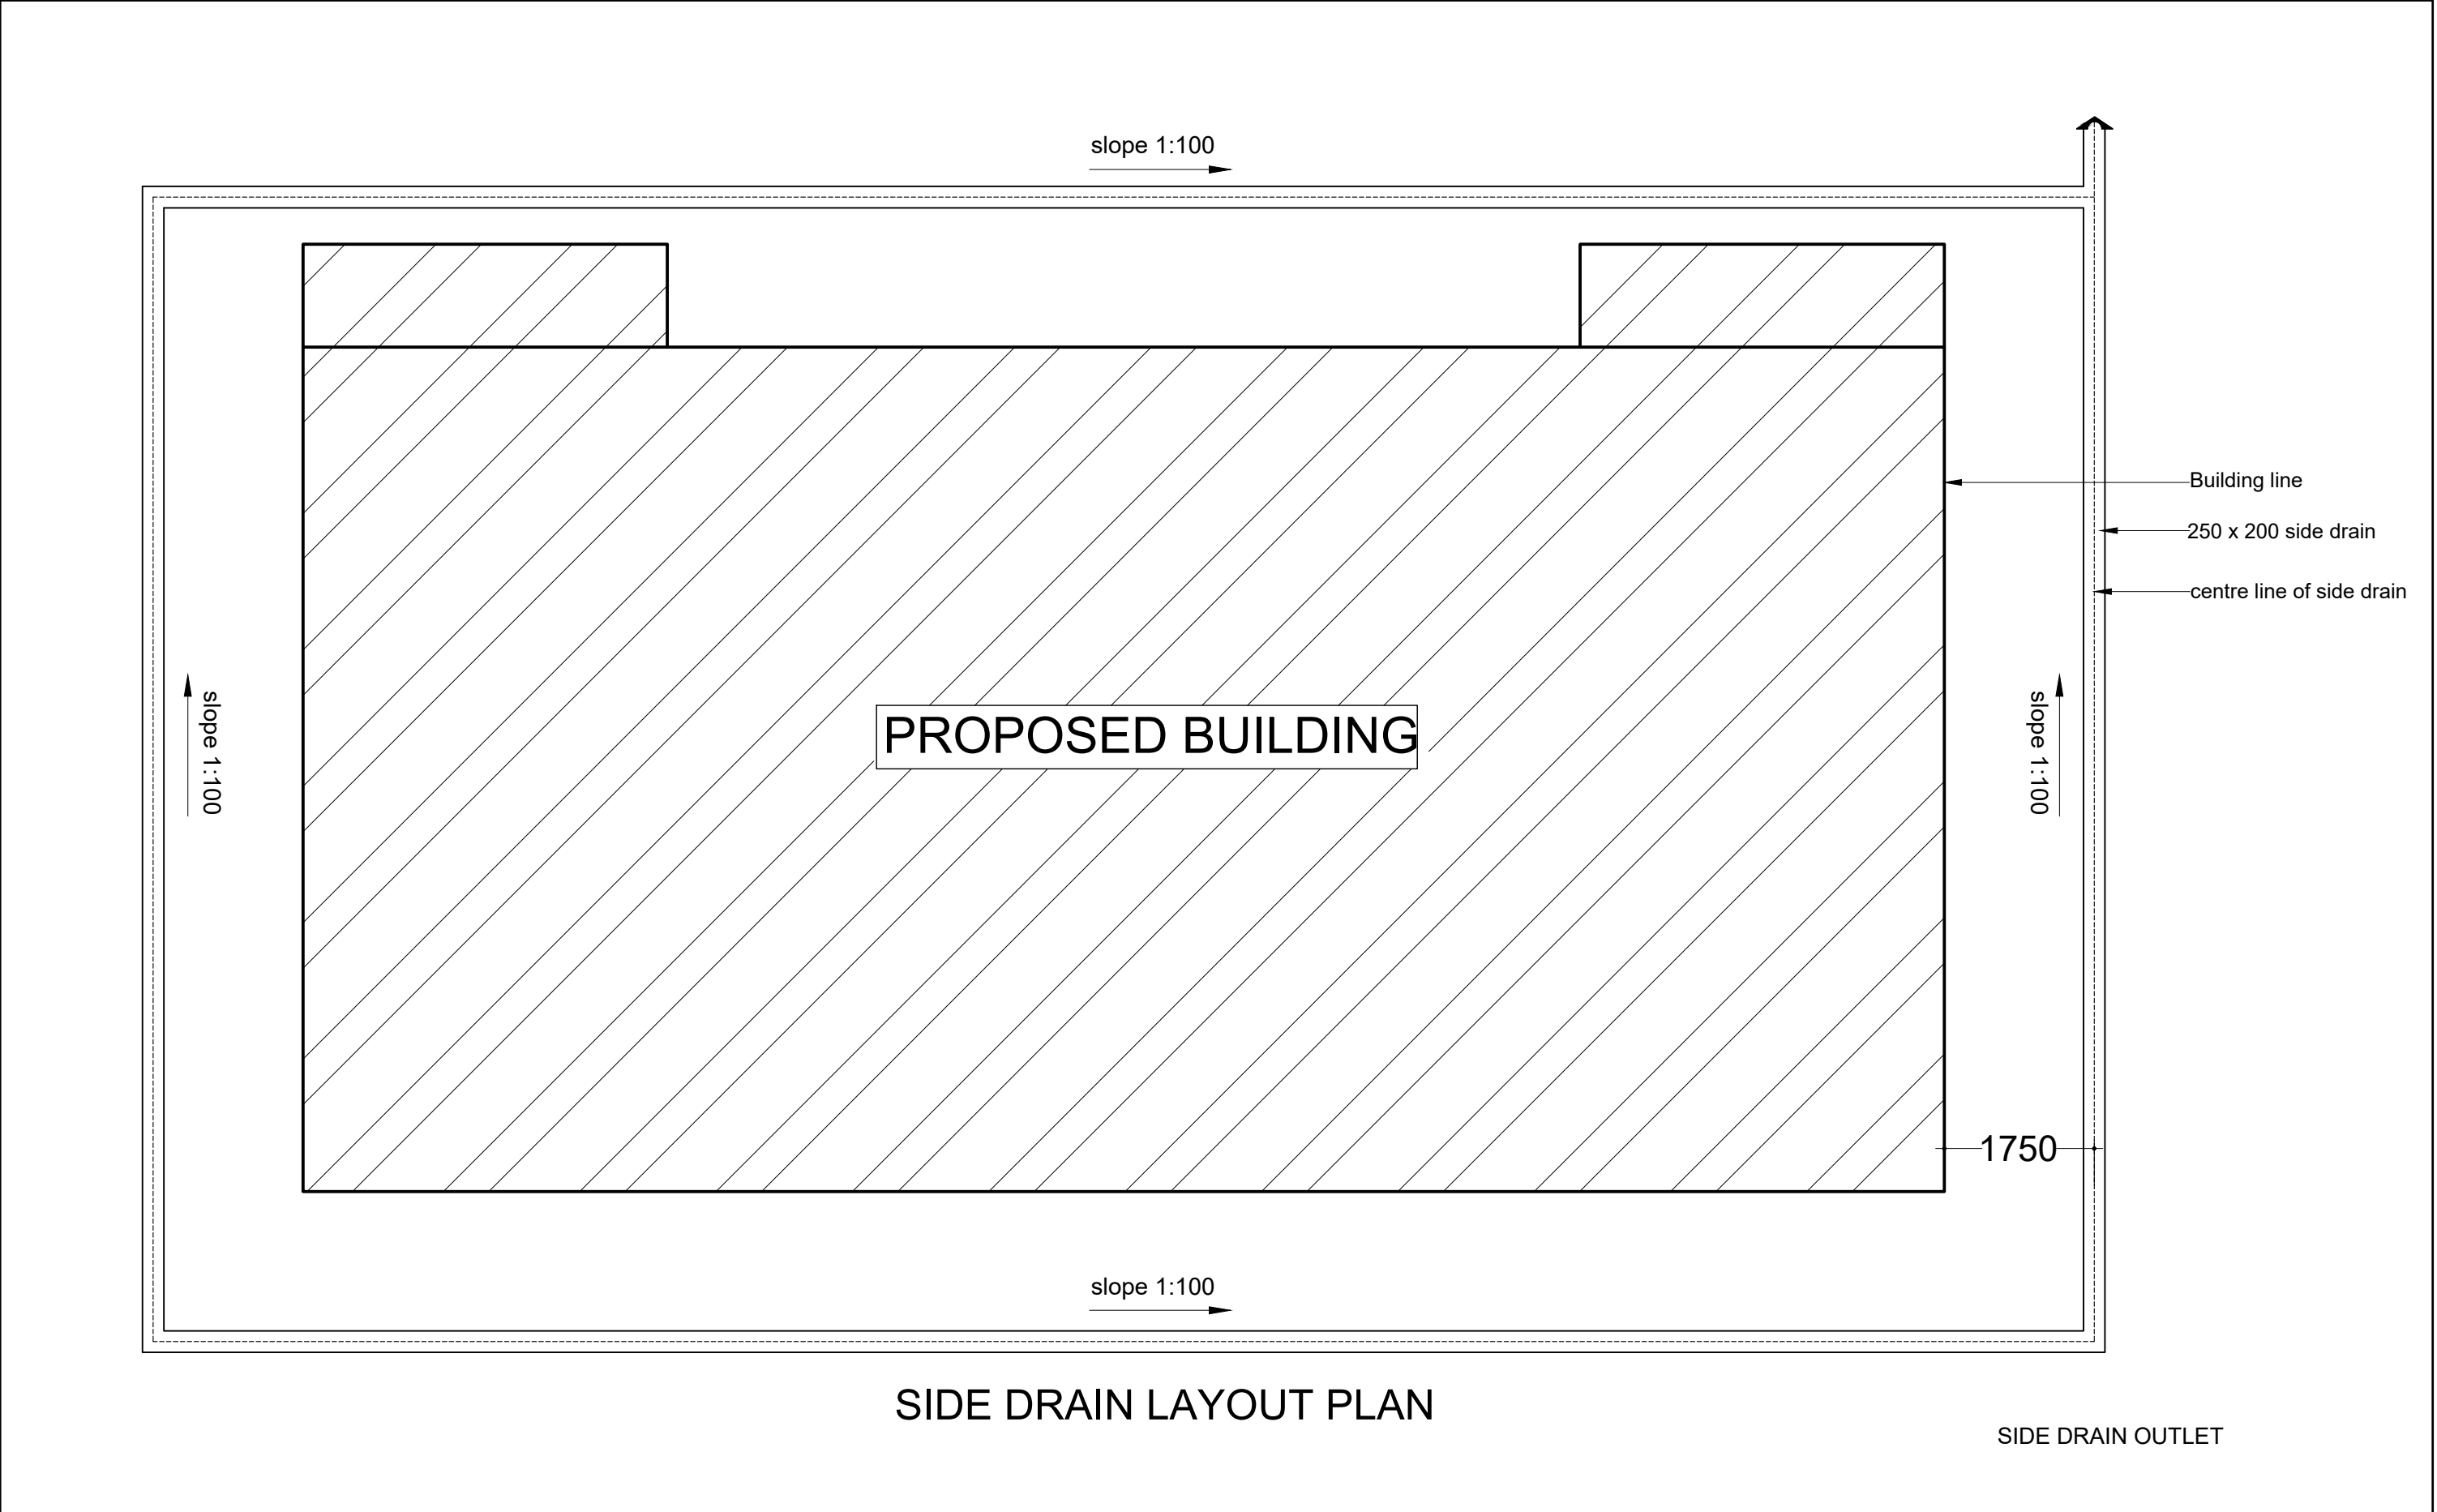 slope 1:100
Building line
250 x 200 side drain
centre line of side drain
slope 1:100
PROPOSED BUILDING
slope 1:100
1750
slope 1:100
SIDE DRAIN LAYOUT PLAN
SIDE DRAIN OUTLET